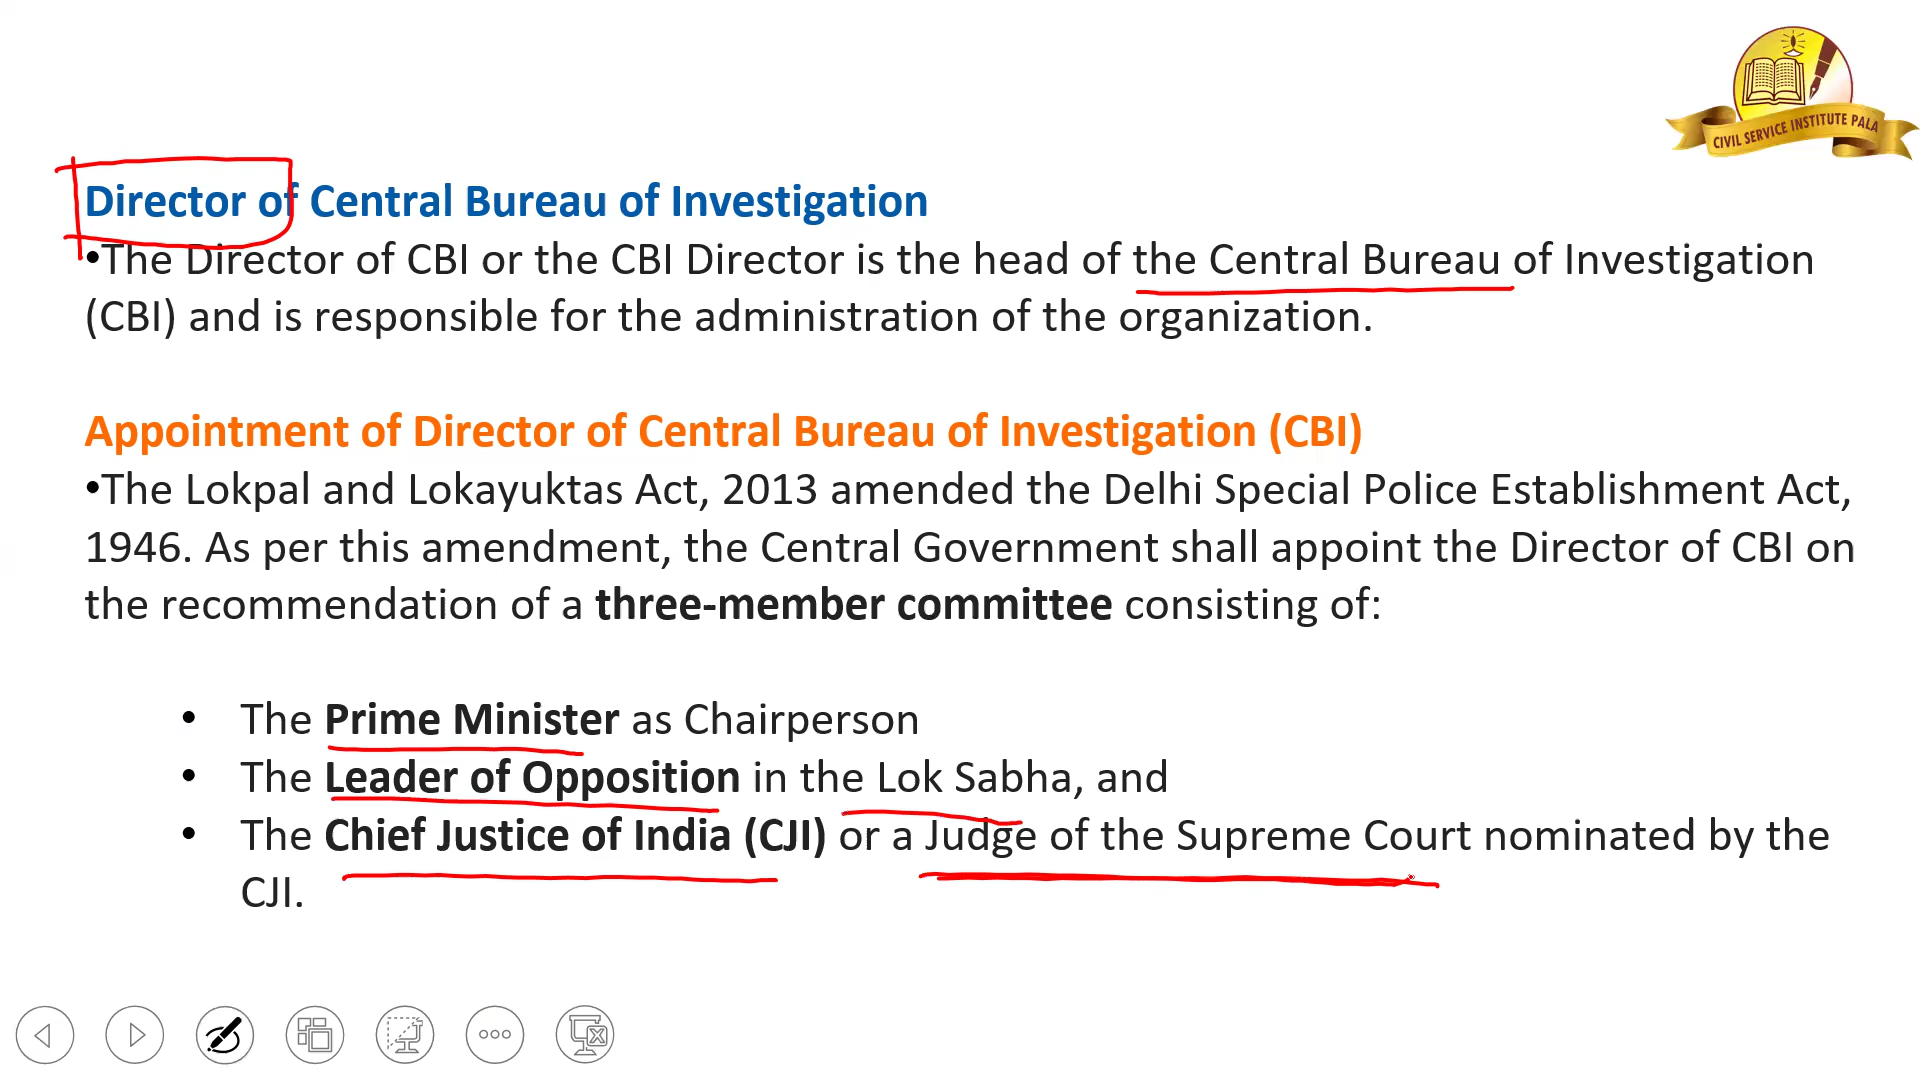 CIVIL SERVICE INSTITUTE PALA
Director of Central Bureau of Investigation
•The Director of CBI or the CBI Director is the head of the Central Bureau of Investigation
(CBI) and is responsible for the administration of the organization.
Appointment of Director of Central Bureau of Investigation (CBI)
•The Lokpal and Lokayuktas Act, 2013 amended the Delhi Special Police Establishment Act,
1946. As per this amendment, the Central Government shall appoint the Director of CBI on
the recommendation of a three-member committee consisting of:
• The Prime Minister as Chairperson
• The Leader of Opposition in the Lok Sabha, and
• The Chief Justice of India (CJI) or a Judge of the Supreme Court nominated by the
CJI.